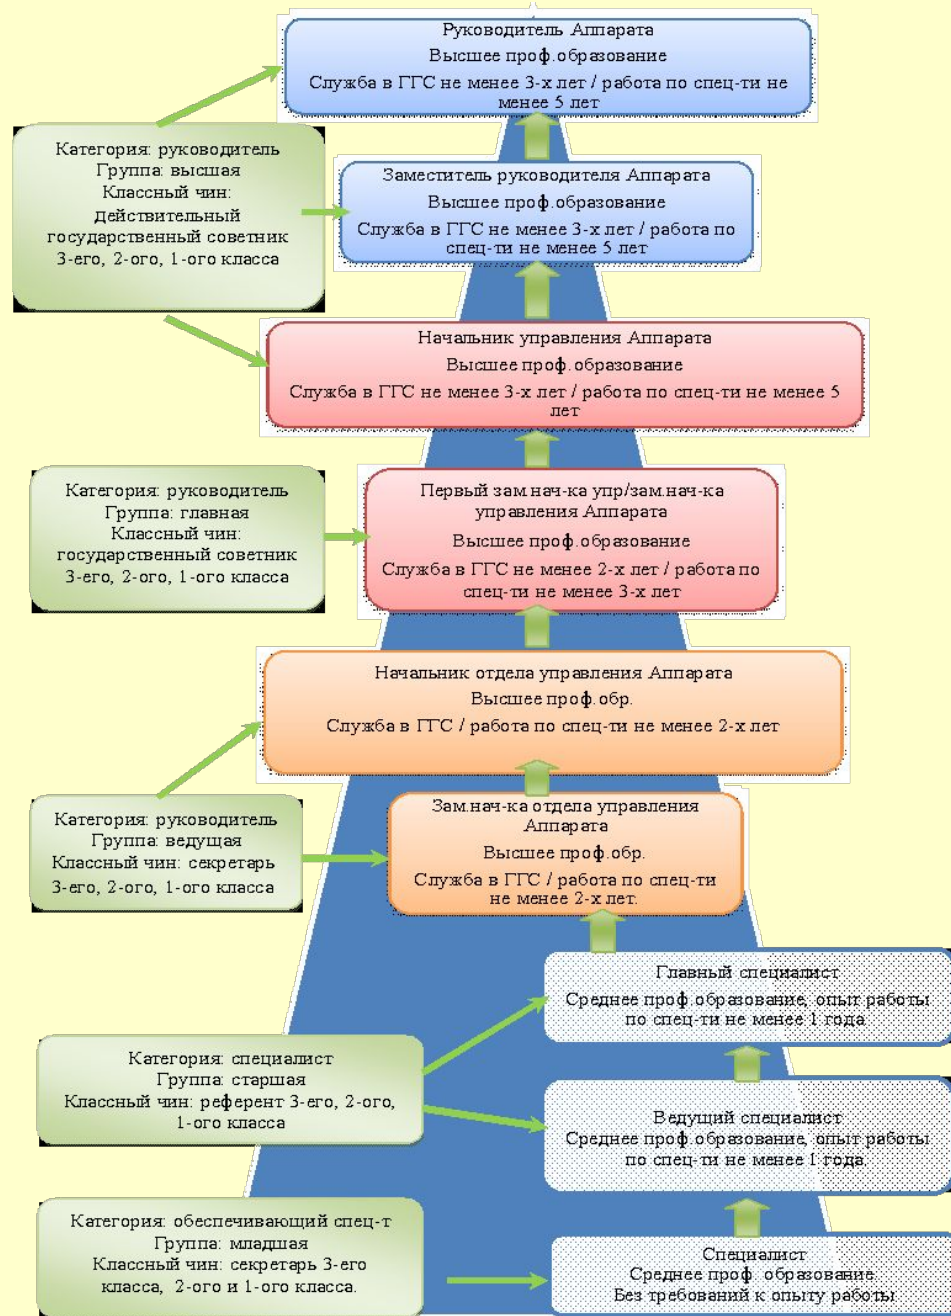 Руководитель Аппарата
Высшее проф.образование
Служба в ГГС не менее 3-х лет / работа по спец-ти не
менее 5 лет
Категория: руководитель
Группа: высшая
Классный чин:
действительный
государственный советник
3-его, 2-ого, 1-ого класса
Заместитель руководителя Аппарата
Высшее проф.образование
Служба в ГГС не менее 3-х лет / работа по
спец-ти не менее 5 лет
Начальник управления Аппарата
Высшее проф.образование
Служба в ГГС не менее 3-х лет / работа по спец-ти не менее 5
лет
Категория: руководитель
Группа: главная
Классный чин:
государственный советник
3-его, 2-ого, 1-ого класса
Первый зам.нач-ка упр/зам.нач-ка
управления Аппарата
Высшее проф.образование
Служба в ГГС не менее 2-х лет / работа по
спец-ти не менее 3-х лет
Начальник отдела управления Аппарата
Высшее проф.обр.
Служба в ГГС / работа по спец-ти не менее 2-х лет
Категория: руководитель
Группа: ведущая
Классный чин: секретарь
3-его, 2-ого, 1-ого класса
Зам.нач-ка отдела управления
Аппарата
Высшее проф.обр.
Служба в ГГС / работа по спец-ти
не менее 2-х лет.
Главный специалист
Среднее проф.образование, опыт работы
по спец-ти не менее 1 года
Категория: специалист
Группа: старшая
Классный чин: референт 3-его, 2-ого,
1-ого класса
Ведущий специалист
Среднее проф.образование, опыт работы
по спец-ти не менее 1 года.
Категория: обеспечивающий спец-т
Группа: младшая
Классный чин: секретарь 3-его
класса, 2-ого и 1-ого класса.
Специалист
Среднее проф. образование.
Без требований к опыту работы